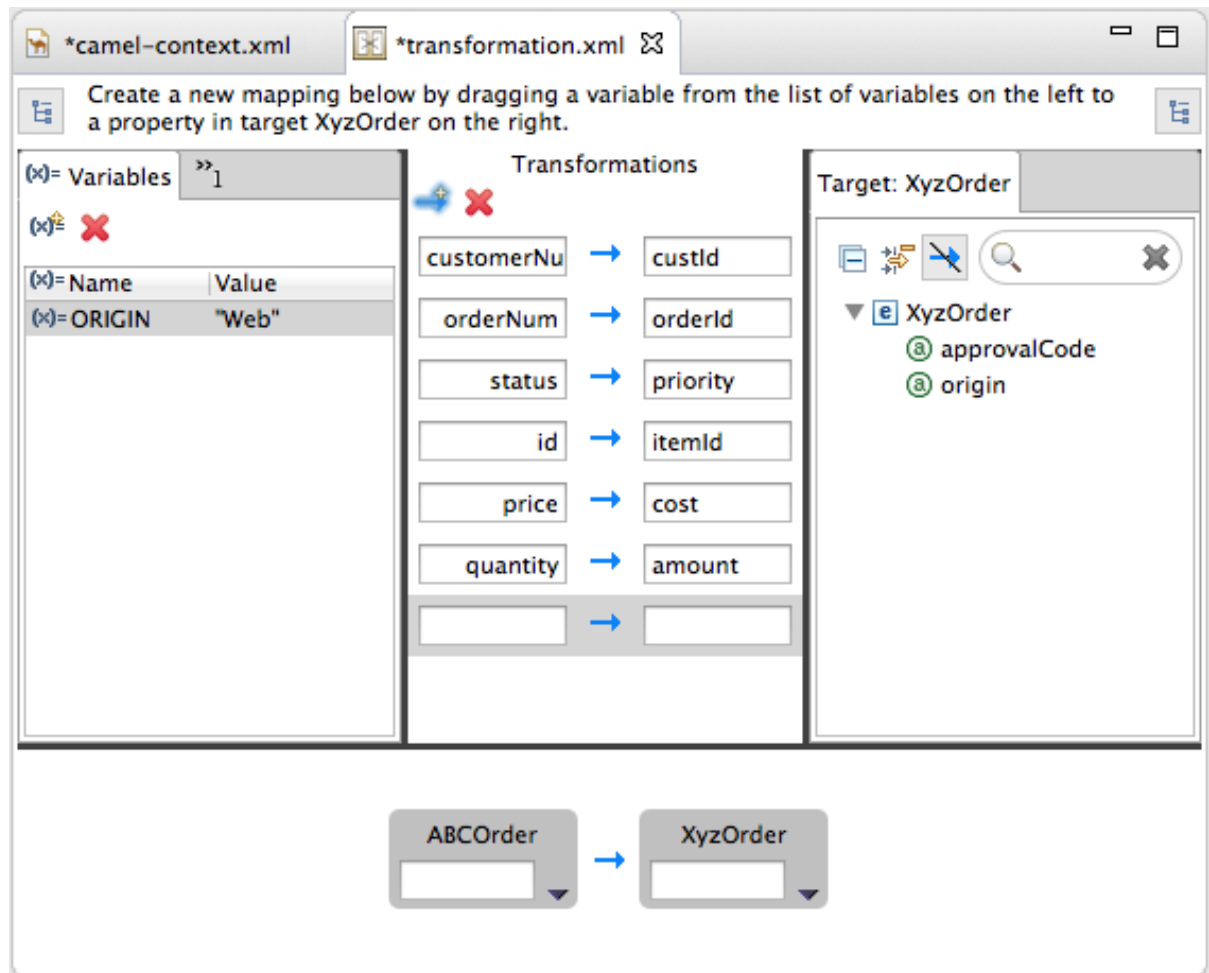 *camel-context.xml
*transformation.xml
Create a new mapping below by dragging a variable from the list of variables on the left to
a property in target XyzOrder on the right.
(x)= Variables
»1
(x)= Name Value
(x)= ORIGIN "Web"
Transformations
customerNu custId
orderNum orderId
status priority
id itemId
price cost
quantity amount
Target: XyzOrder
e XyzOrder
a approvalCode
a origin
ABCOrder XyzOrder